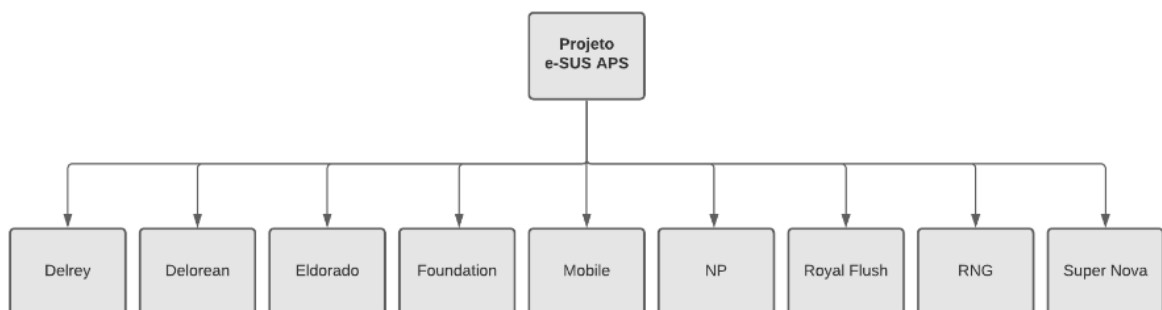 Projeto
e-SUS APS
Delrey
Delorean
Eldorado
Foundation
Mobile
NP
Royal Flush
RNG
Super Nova